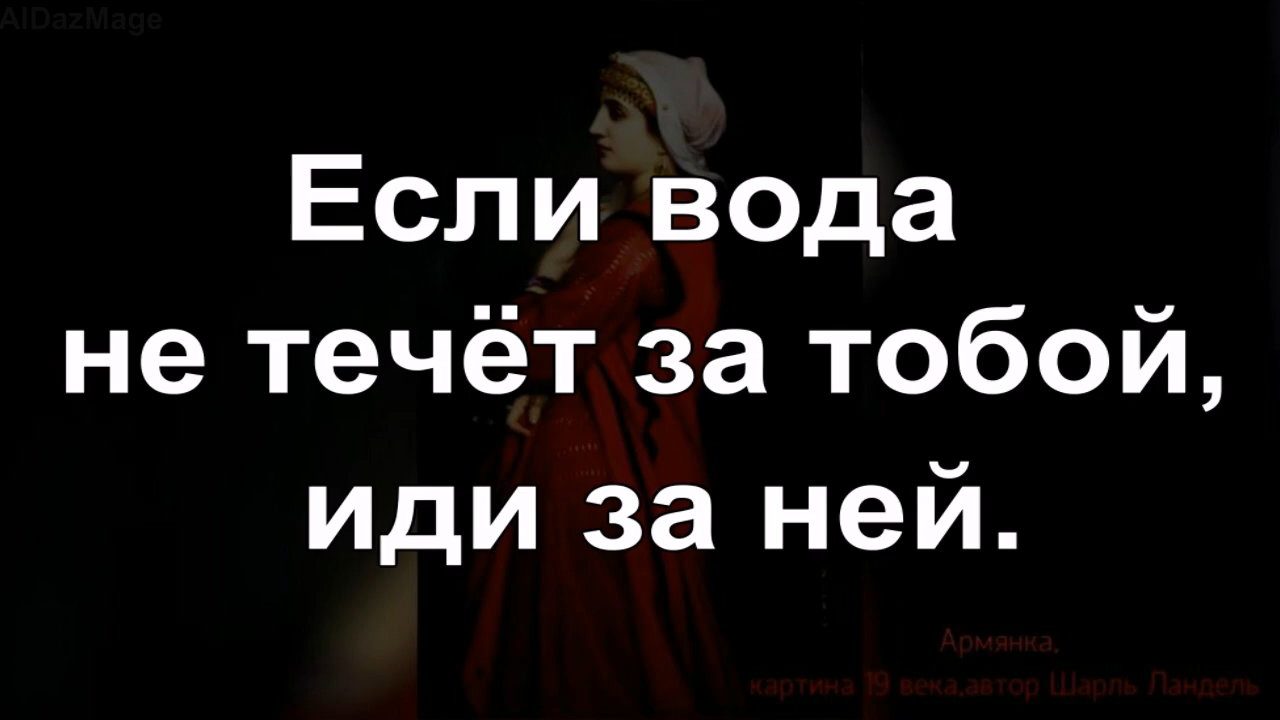 AlDazMage
Если вода
не течёт за тобой,
иди за ней.
Армянка,
картина 19 века,автор Шарль Ландель